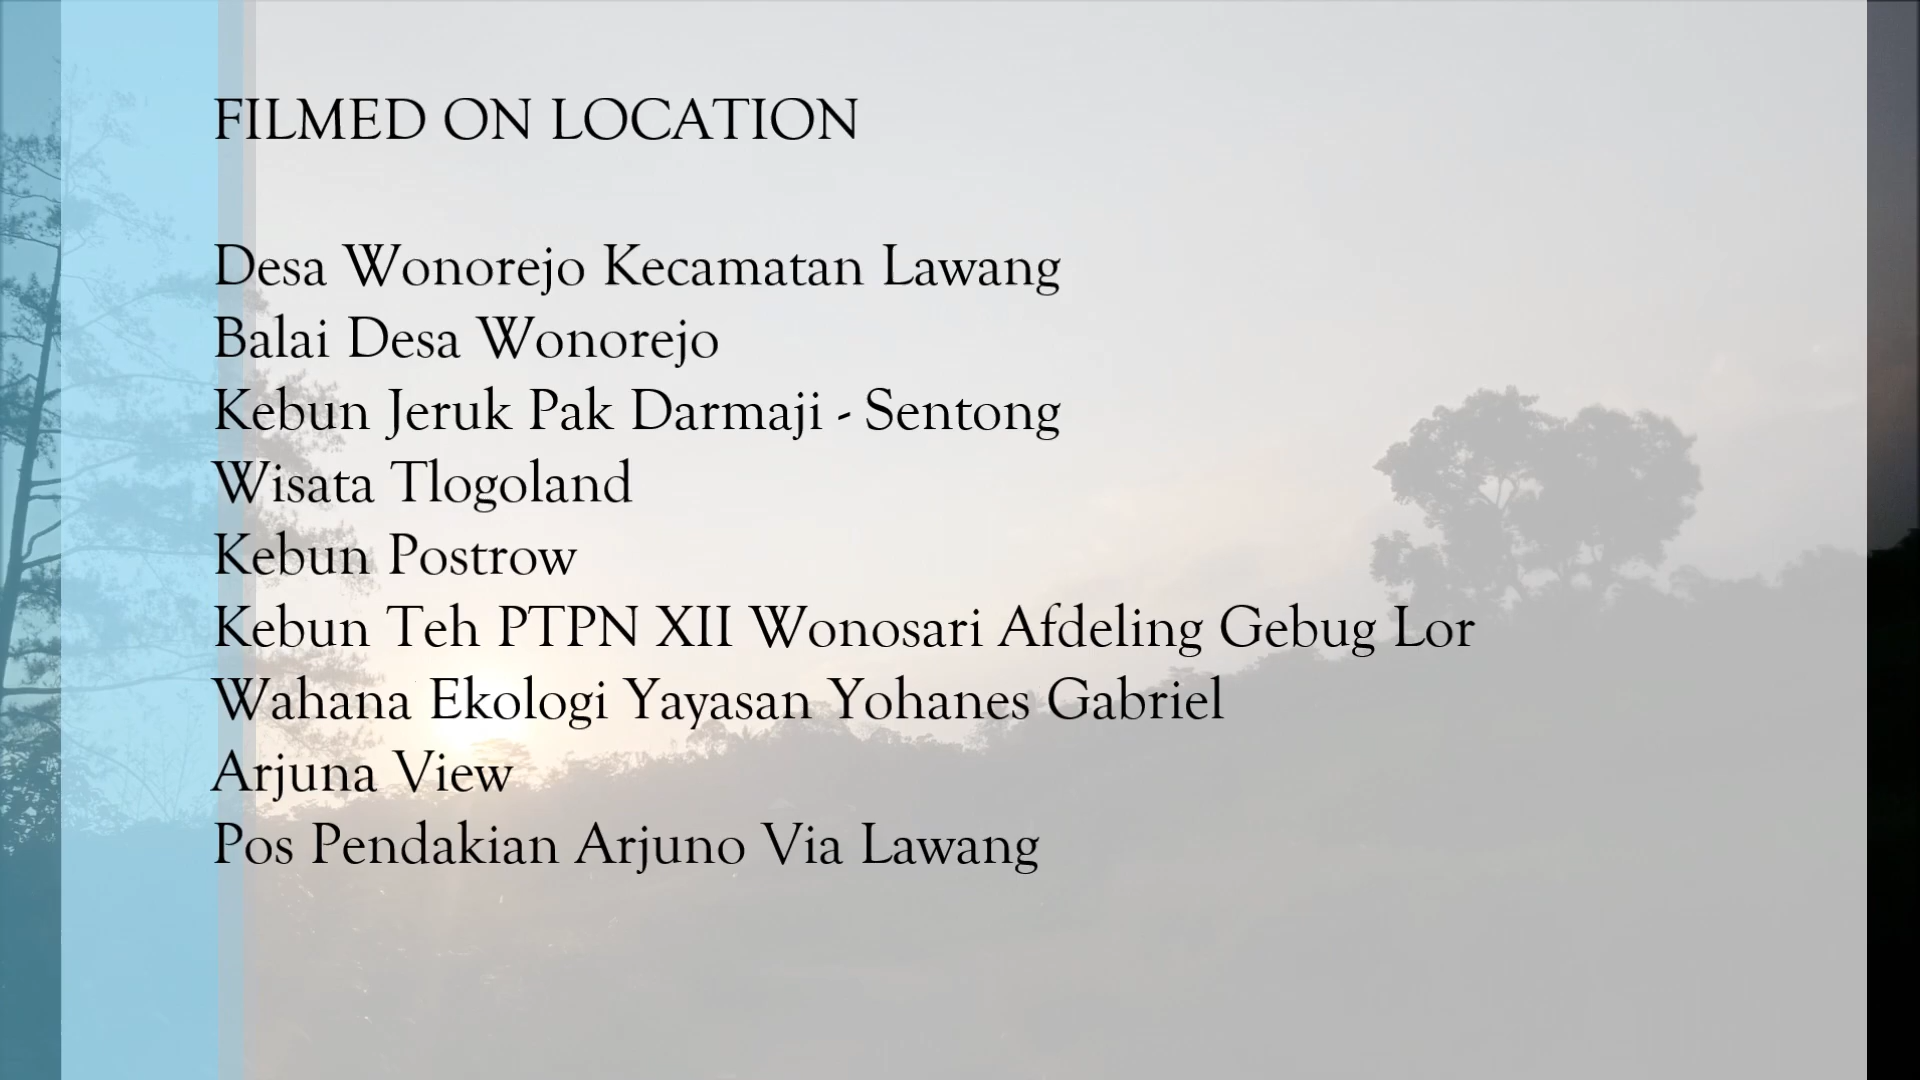 FILMED ON LOCATION
Desa Wonorejo Kecamatan Lawang
Balai Desa Wonorejo
Kebun Jeruk Pak Darmaji - Sentong
Wisata Tlogoland
Kebun Postrow
Kebun Teh PTPN XII Wonosari Afdeling Gebug Lor
Wahana Ekologi Yayasan Yohanes Gabriel
Arjuna View
Pos Pendakian Arjuno Via Lawang